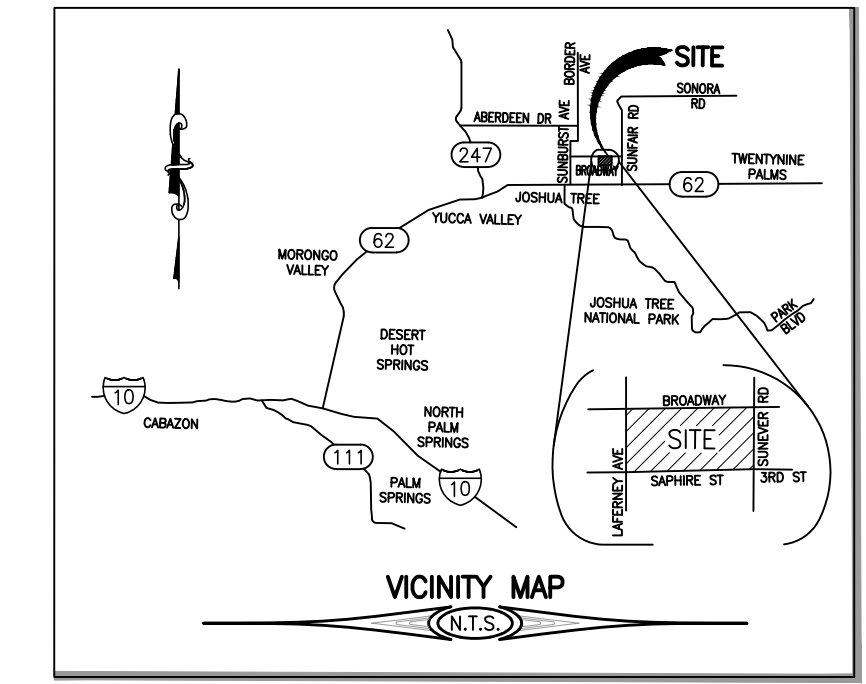 BORDER
AVE
SITE
SONORA
RD
ABERDEEN DR
SUNBURST AVE
SUNFAIR RD
247
BROADWAY
TWENTYNINE
PALMS
62
JOSHUA TREE
YUCCA VALLEY
62
MORONGO
VALLEY
JOSHUA TREE
NATIONAL PARK
PARK
BLVD
DESERT
HOT
SPRINGS
10
CABAZON
NORTH
PALM
SPRINGS
111
PALM
SPRINGS
10
BROADWAY
SUNEVER RD
SITE
LAFERNEY AVE
SAPHIRE ST
3RD ST
VICINITY MAP
N.T.S.